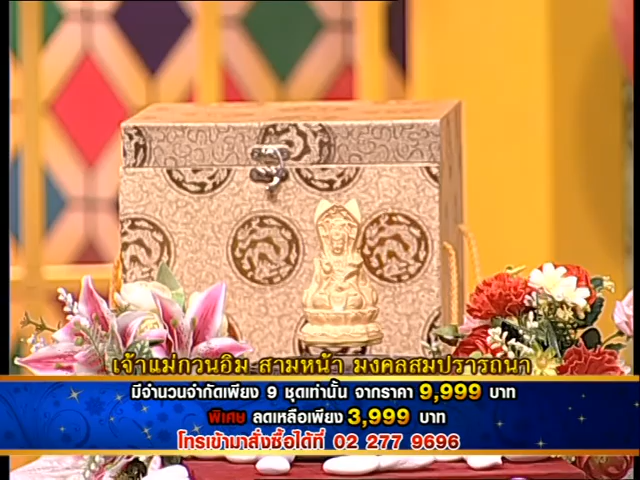 เจ้าแม่กวนอิม สามหน้า มงคลสมปรารถนา
มีจำนวนจำกัดเพียง 9 ชุดเท่านั้น จากราคา 9,999 บาท
พิเศษ ลดเหลือเพียง 3,999 บาท
โทรเข้ามาสั่งซื้อได้ที่ 02 277 9696